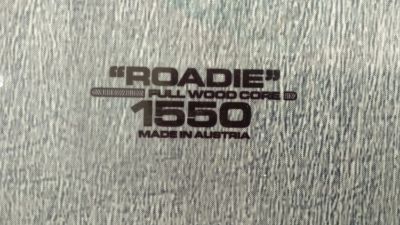 "ROADIE"
FULL WOOD CORE
1550
MADE IN AUSTRIA